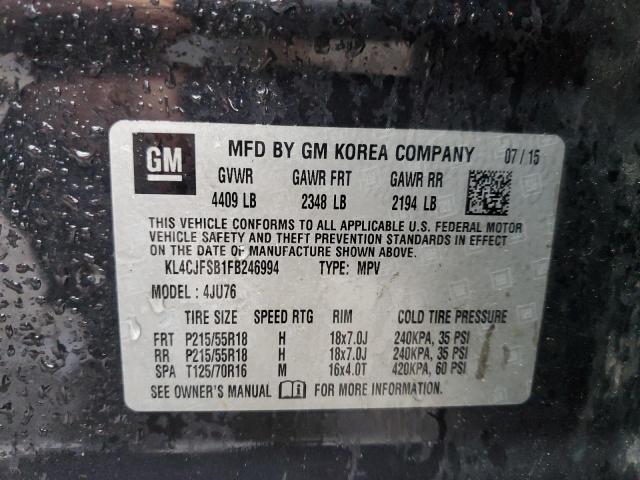 GM MFD BY GM KOREA COMPANY 07/15
GVWR GAWR FRT GAWR RR
4409 LB 2348 LB 2194 LB
THIS VEHICLE CONFORMS TO ALL APPLICABLE U.S. FEDERAL MOTOR
VEHICLE SAFETY AND THEFT PREVENTION STANDARDS IN EFFECT
ON THE DATE OF MANUFACTURE SHOWN ABOVE.
KL4CJFSB1FB246994 TYPE: MPV
MODEL: 4JU76
TIRE SIZE SPEED RTG RIM COLD TIRE PRESSURE
FRT P215/55R18 H 18x7.0J 240KPA, 35 PSI
RR P215/55R18 H 18x7.0J 240KPA, 35 PSI
SPA T125/70R16 M 16x4.0T 420KPA, 60 PSI
SEE OWNER'S MANUAL FOR MORE INFORMATION.